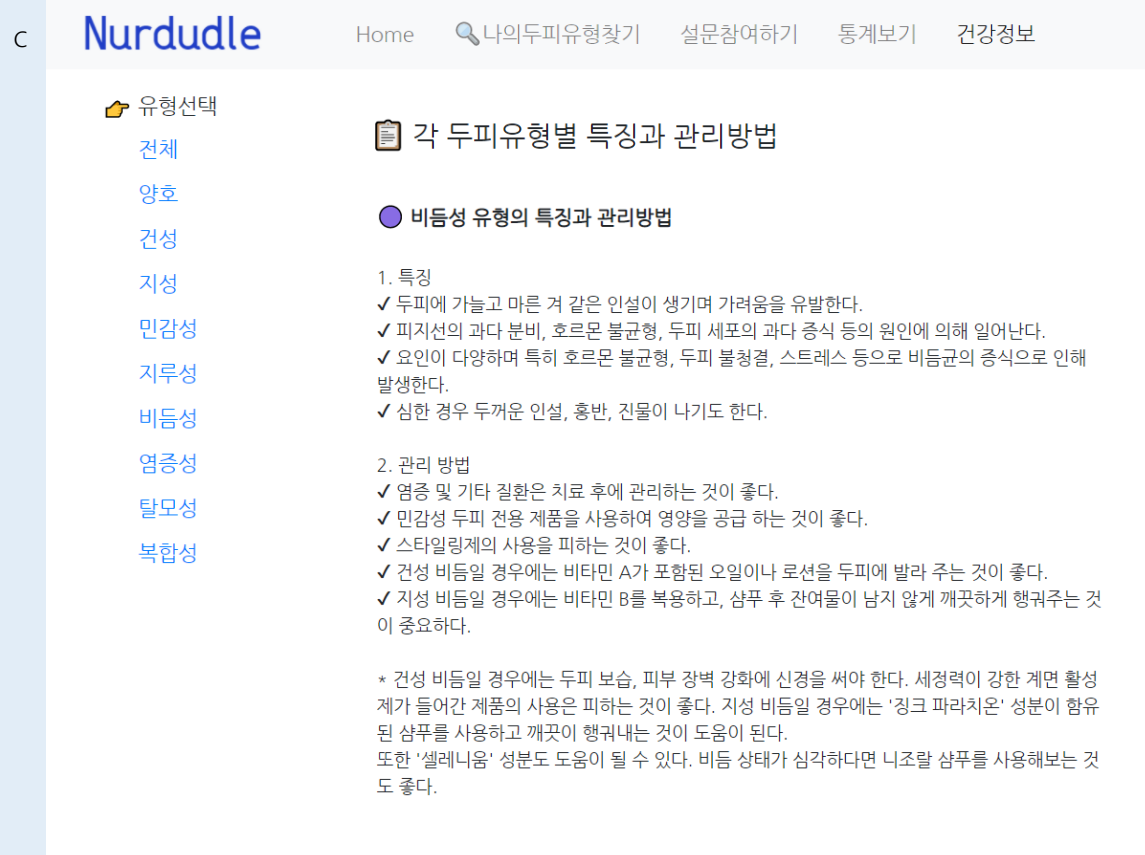 C
Nurdudle
Home 🔍나의두피유형찾기 설문참여하기 통계보기 건강정보
👉 유형선택
전체
양호
건성
지성
민감성
지루성
비듬성
염증성
탈모성
복합성
📋 각 두피유형별 특징과 관리방법
🟣 비듬성 유형의 특징과 관리방법
1. 특징
✔ 두피에 가늘고 마른 겨 같은 인설이 생기며 가려움을 유발한다.
✔ 피지선의 과다 분비, 호르몬 불균형, 두피 세포의 과다 증식 등의 원인에 의해 일어난다.
✔ 요인이 다양하며 특히 호르몬 불균형, 두피 불청결, 스트레스 등으로 비듬균의 증식으로 인해
발생한다.
✔ 심한 경우 두꺼운 인설, 홍반, 진물이 나기도 한다.
2. 관리 방법
✔ 염증 및 기타 질환은 치료 후에 관리하는 것이 좋다.
✔ 민감성 두피 전용 제품을 사용하여 영양을 공급 하는 것이 좋다.
✔ 스타일링제의 사용을 피하는 것이 좋다.
✔ 건성 비듬일 경우에는 비타민 A가 포함된 오일이나 로션을 두피에 발라 주는 것이 좋다.
✔ 지성 비듬일 경우에는 비타민 B를 복용하고, 샴푸 후 잔여물이 남지 않게 깨끗하게 행궈주는 것
이 중요하다.
* 건성 비듬일 경우에는 두피 보습, 피부 장벽 강화에 신경을 써야 한다. 세정력이 강한 계면 활성
제가 들어간 제품의 사용은 피하는 것이 좋다. 지성 비듬일 경우에는 '징크 파라치온' 성분이 함유
된 샴푸를 사용하고 깨끗이 행궈내는 것이 도움이 된다.
또한 '셀레니움' 성분도 도움이 될 수 있다. 비듬 상태가 심각하다면 니조랄 샴푸를 사용해보는 것
도 좋다.